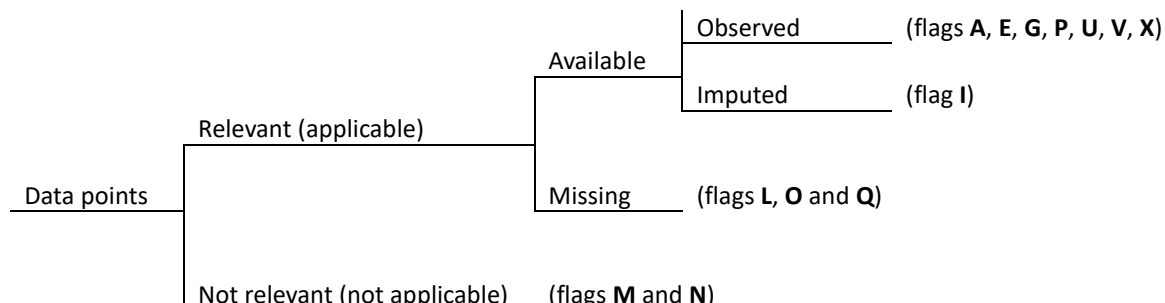 Observed (flags A, E, G, P, U, V, X)
Available
Imputed (flag I)
Relevant (applicable)
Data points
Missing (flags L, O and Q)
Not relevant (not applicable) (flags M and N)